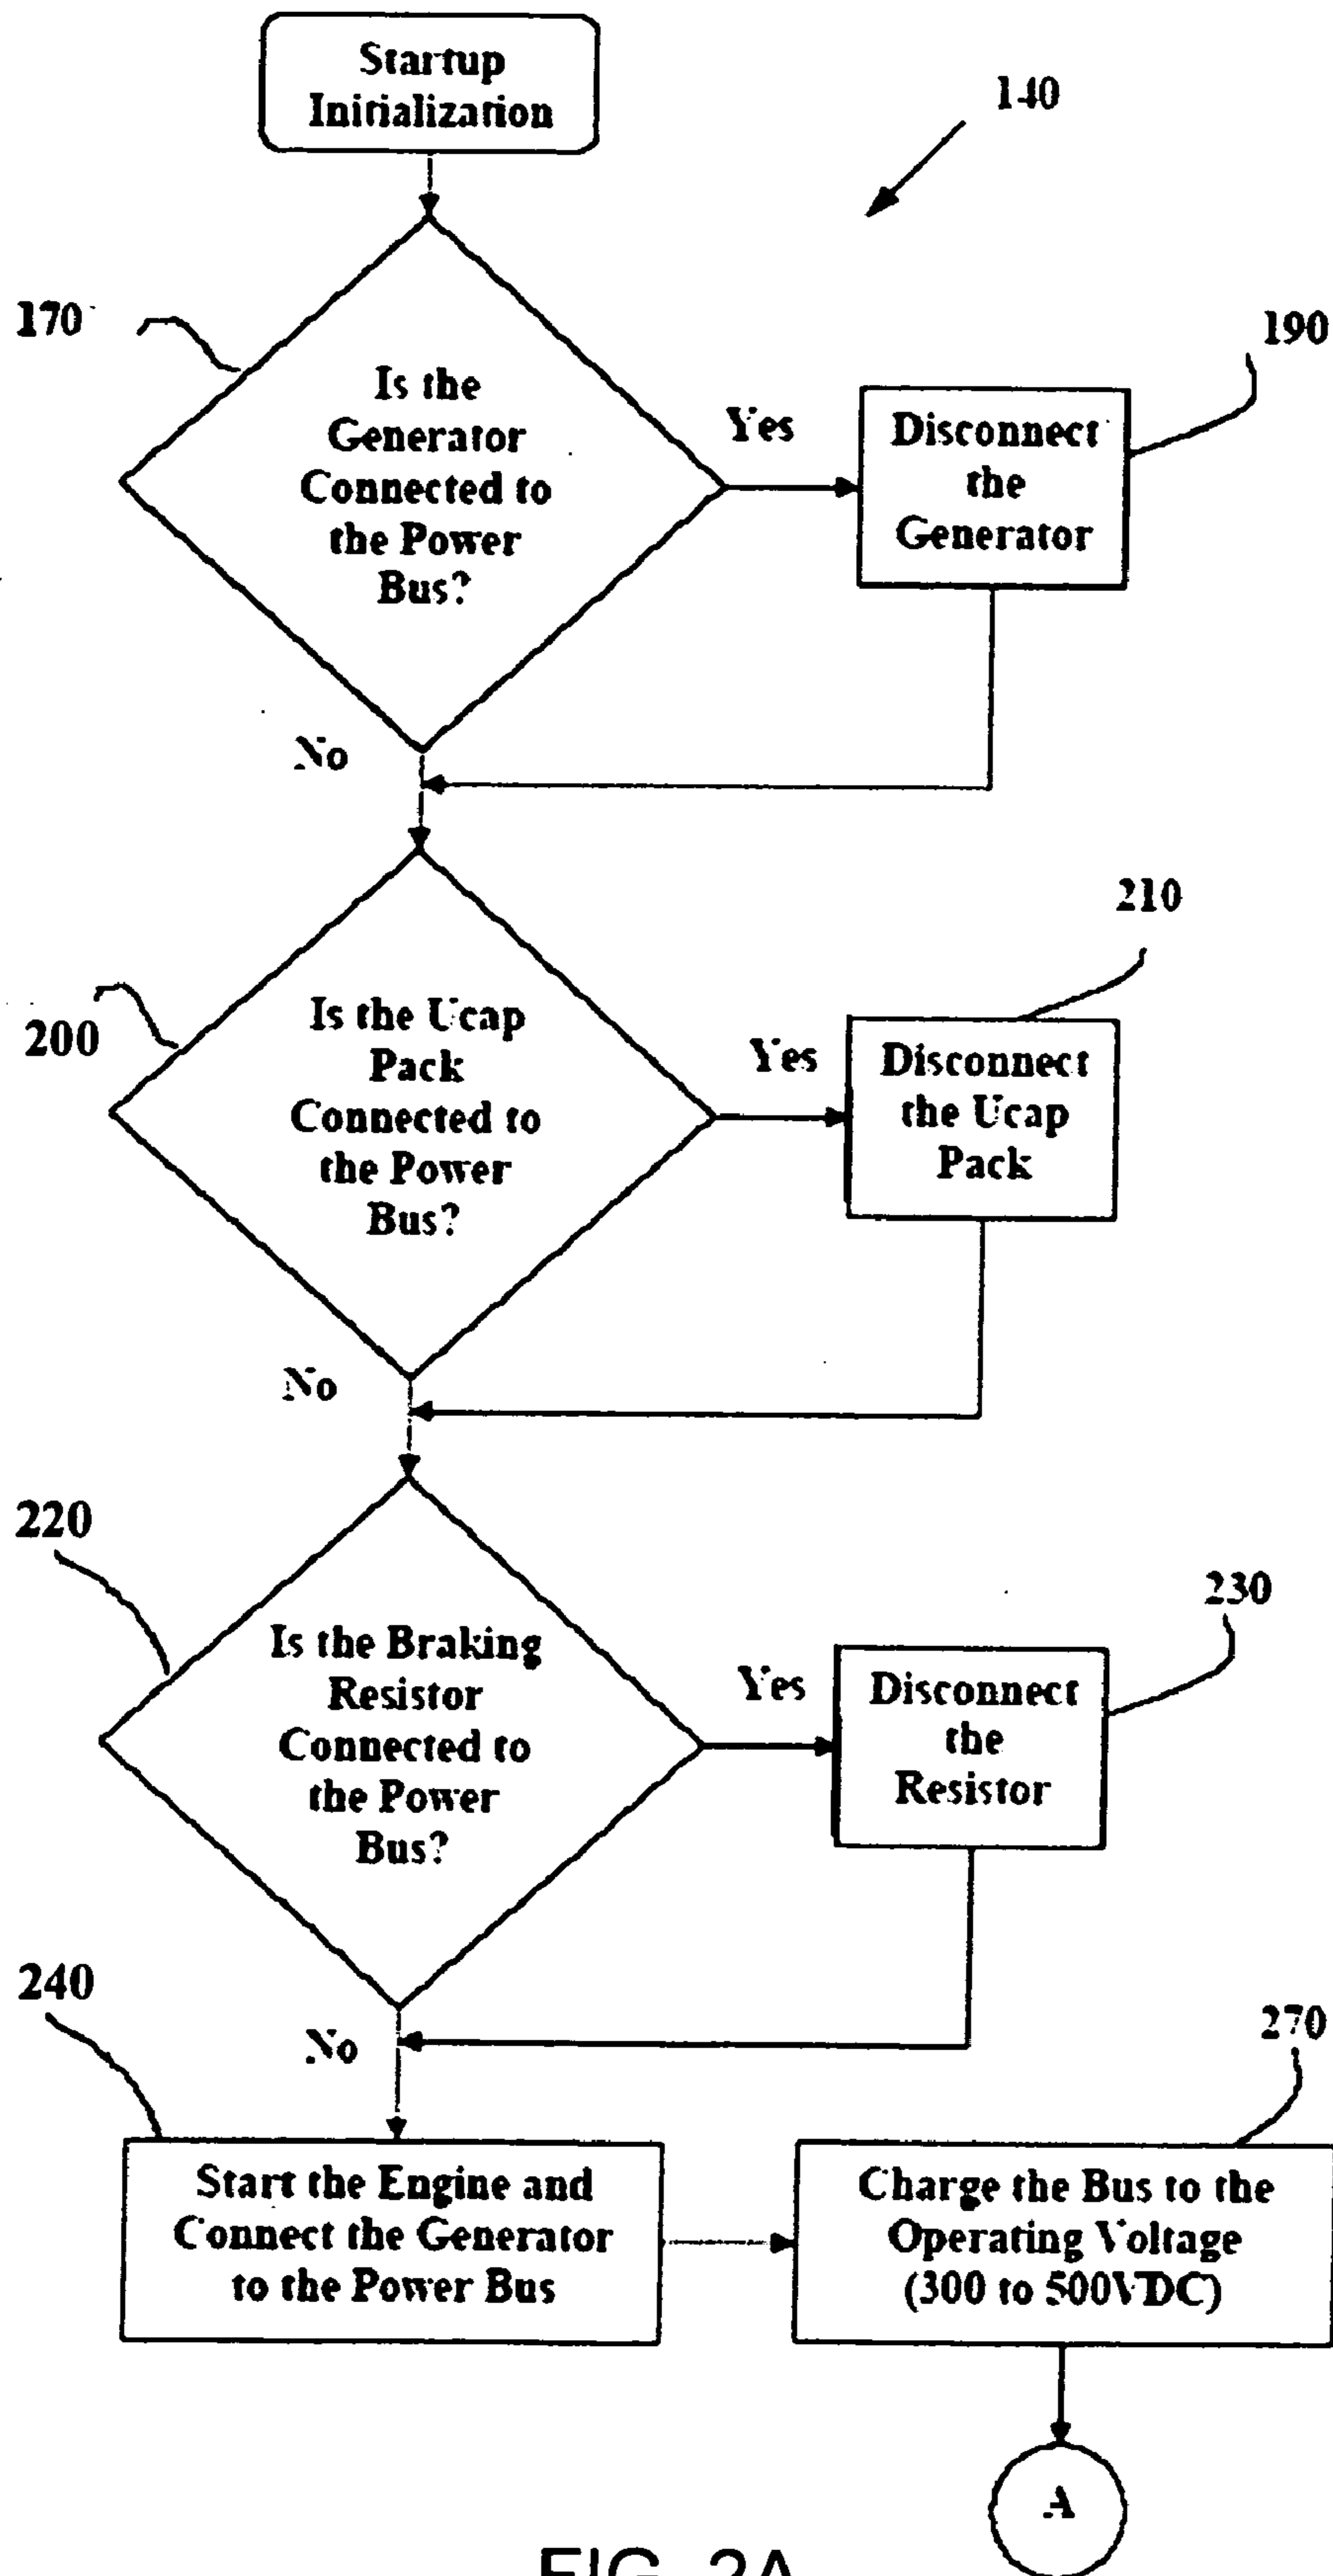 Startup
Initialization
140
170
Is the
Generator
Connected to
the Power
Bus?
Yes
190
Disconnect
the
Generator
No
200
Is the Ucap
Pack
Connected to
the Power
Bus?
Yes
210
Disconnect
the Ucap
Pack
No
220
Is the Braking
Resistor
Connected to
the Power
Bus?
Yes
230
Disconnect
the
Resistor
No
240
Start the Engine and
Connect the Generator
to the Power Bus
270
Charge the Bus to the
Operating Voltage
(300 to 500VDC)
A
FIG. 2A